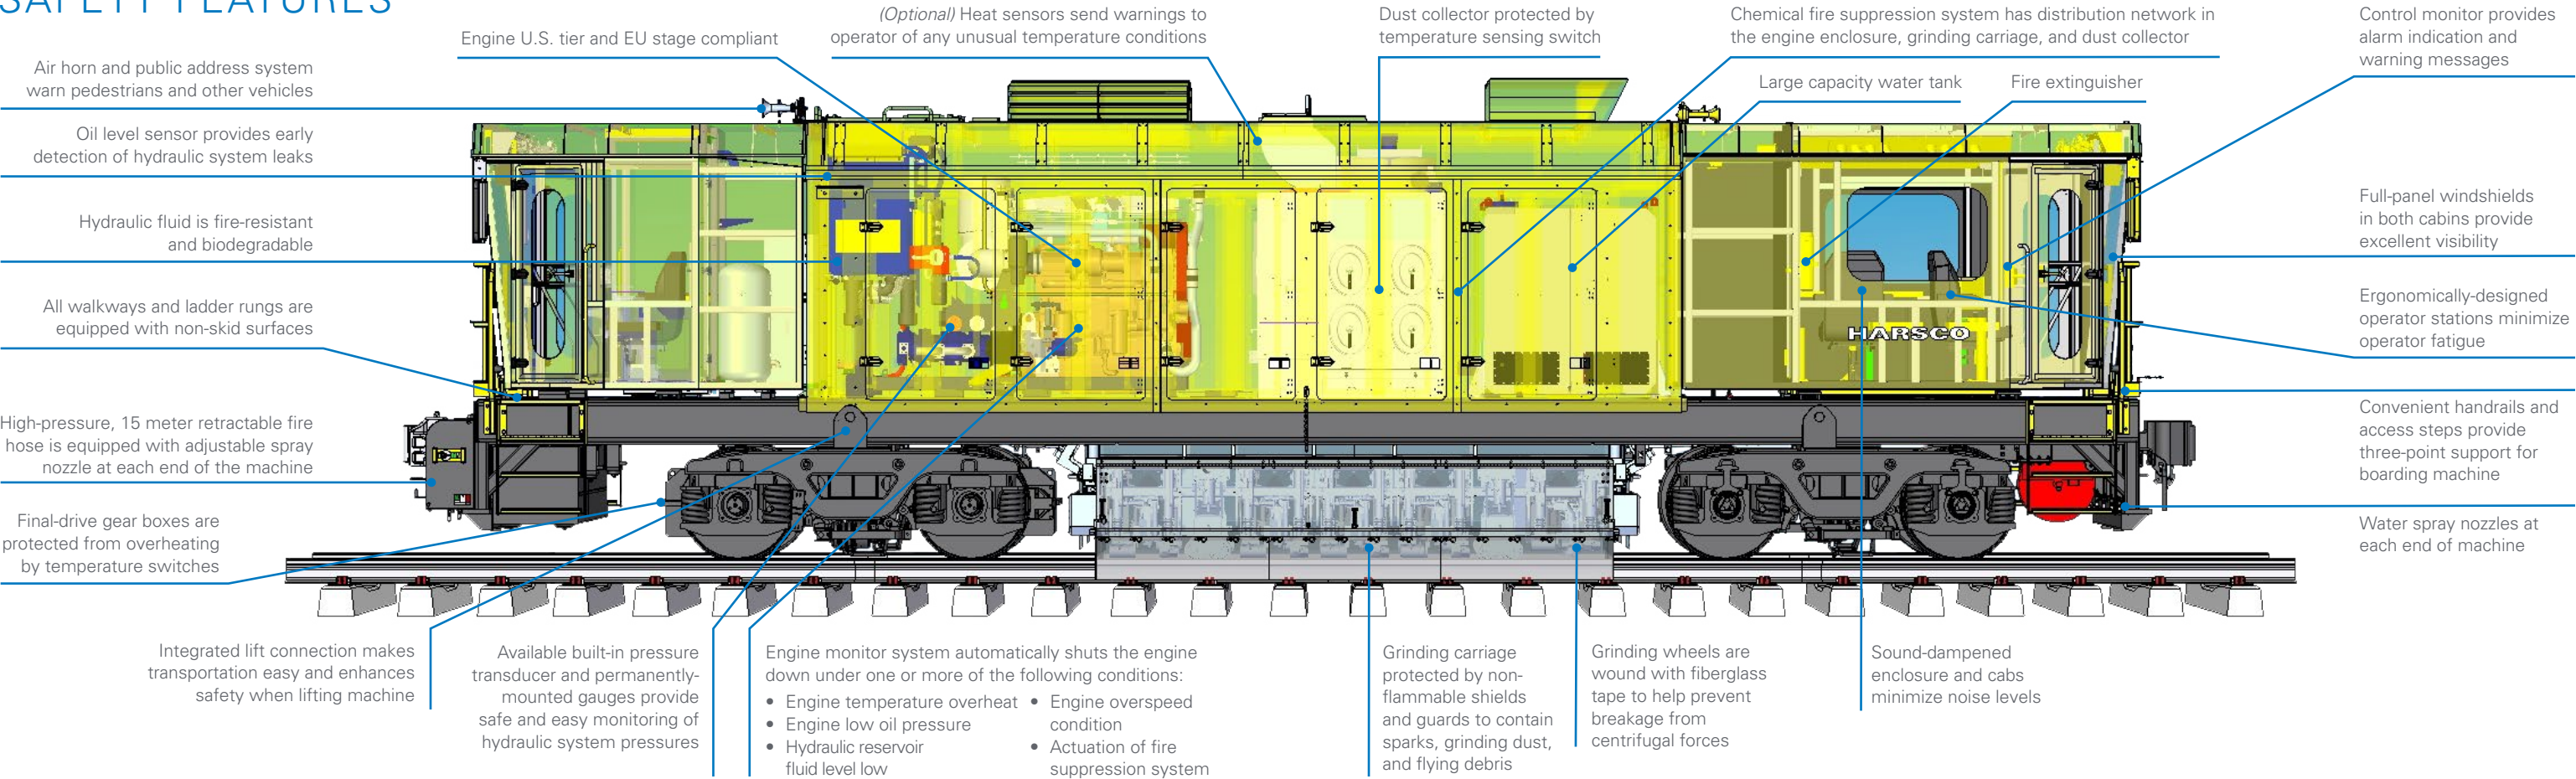 SAFETY FEATURES
Air horn and public address system
warn pedestrians and other vehicles
Oil level sensor provides early
detection of hydraulic system leaks
Hydraulic fluid is fire-resistant
and biodegradable
All walkways and ladder rungs are
equipped with non-skid surfaces
High-pressure, 15 meter retractable fire
hose is equipped with adjustable spray
nozzle at each end of the machine
Final-drive gear boxes are
protected from overheating
by temperature switches
Engine U.S. tier and EU stage compliant
(Optional) Heat sensors send warnings to
operator of any unusual temperature conditions
Dust collector protected by
temperature sensing switch
Chemical fire suppression system has distribution network in
the engine enclosure, grinding carriage, and dust collector
Large capacity water tank
Fire extinguisher
Control monitor provides
alarm indication and
warning messages
Full-panel windshields
in both cabins provide
excellent visibility
Ergonomically-designed
operator stations minimize
operator fatigue
Convenient handrails and
access steps provide
three-point support for
boarding machine
Water spray nozzles at
each end of machine
HARSCO
Integrated lift connection makes
transportation easy and enhances
safety when lifting machine
Available built-in pressure
transducer and permanently-
mounted gauges provide
safe and easy monitoring of
hydraulic system pressures
Engine monitor system automatically shuts the engine
down under one or more of the following conditions:
• Engine temperature overheat
• Engine low oil pressure
• Hydraulic reservoir
fluid level low
• Engine overspeed
condition
• Actuation of fire
suppression system
Grinding carriage
protected by non-
flammable shields
and guards to contain
sparks, grinding dust,
and flying debris
Grinding wheels are
wound with fiberglass
tape to help prevent
breakage from
centrifugal forces
Sound-dampened
enclosure and cabs
minimize noise levels